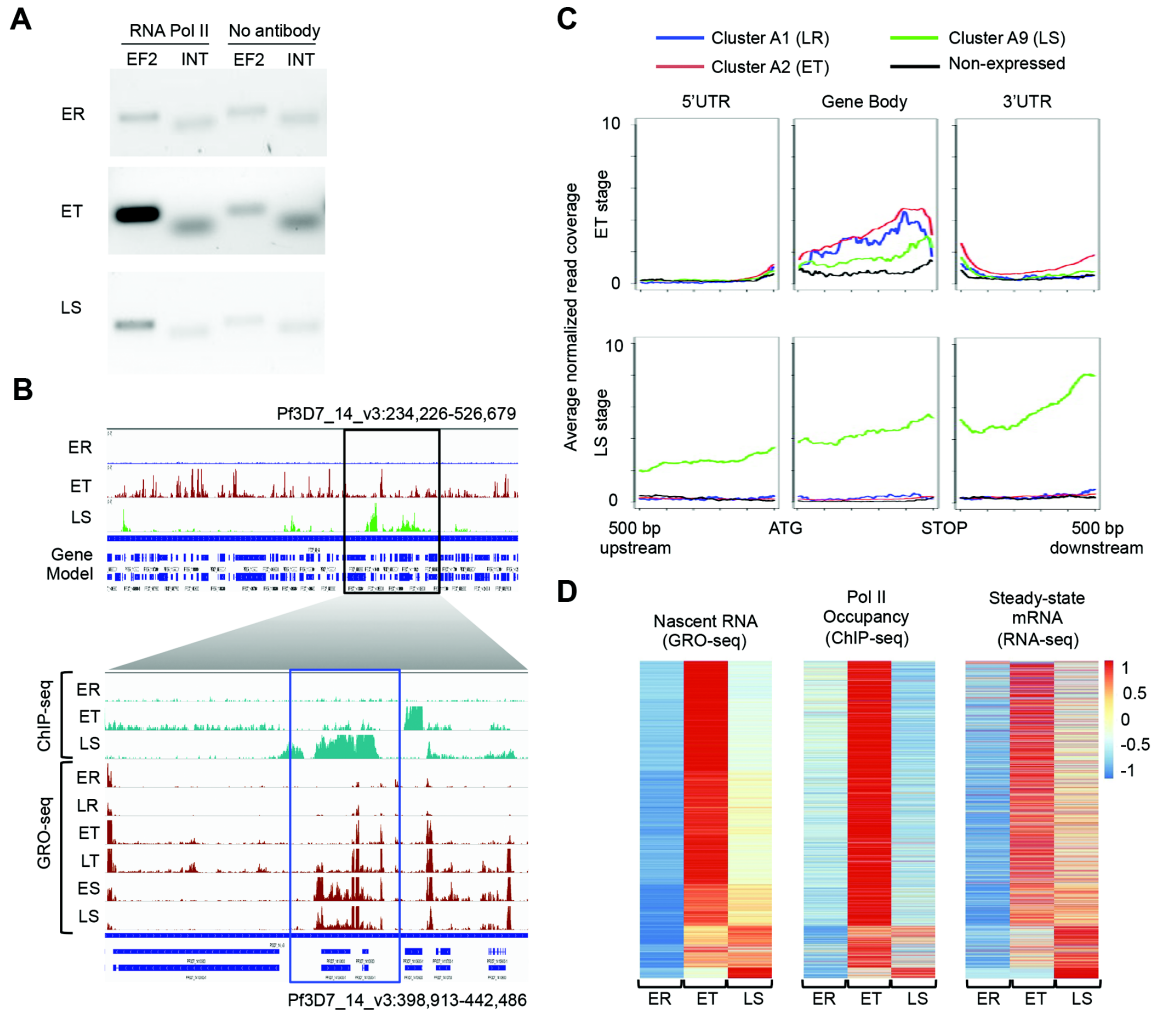 A
RNA Pol II No antibody
EF2 INT EF2 INT
ER
ET
LS
B
Pf3D7_14_v3:234,226-526,679
ER
ET
LS
Gene
Model
ChIP-seq
ER
ET
LS
GRO-seq
ER
LR
ET
LT
ES
LS
Pf3D7_14_v3:398,913-442,486
C
Cluster A1 (LR) Cluster A9 (LS)
Cluster A2 (ET) Non-expressed
5'UTR Gene Body 3'UTR
Average normalized read coverage
ET stage
10
0
LS stage
10
0
500 bp ATG STOP 500 bp
upstream downstream
D
Nascent RNA
(GRO-seq)
Pol II
Occupancy
(ChIP-seq)
Steady-state
mRNA
(RNA-seq)
1
0.5
0
-0.5
-1
ER ET LS ER ET LS ER ET LS